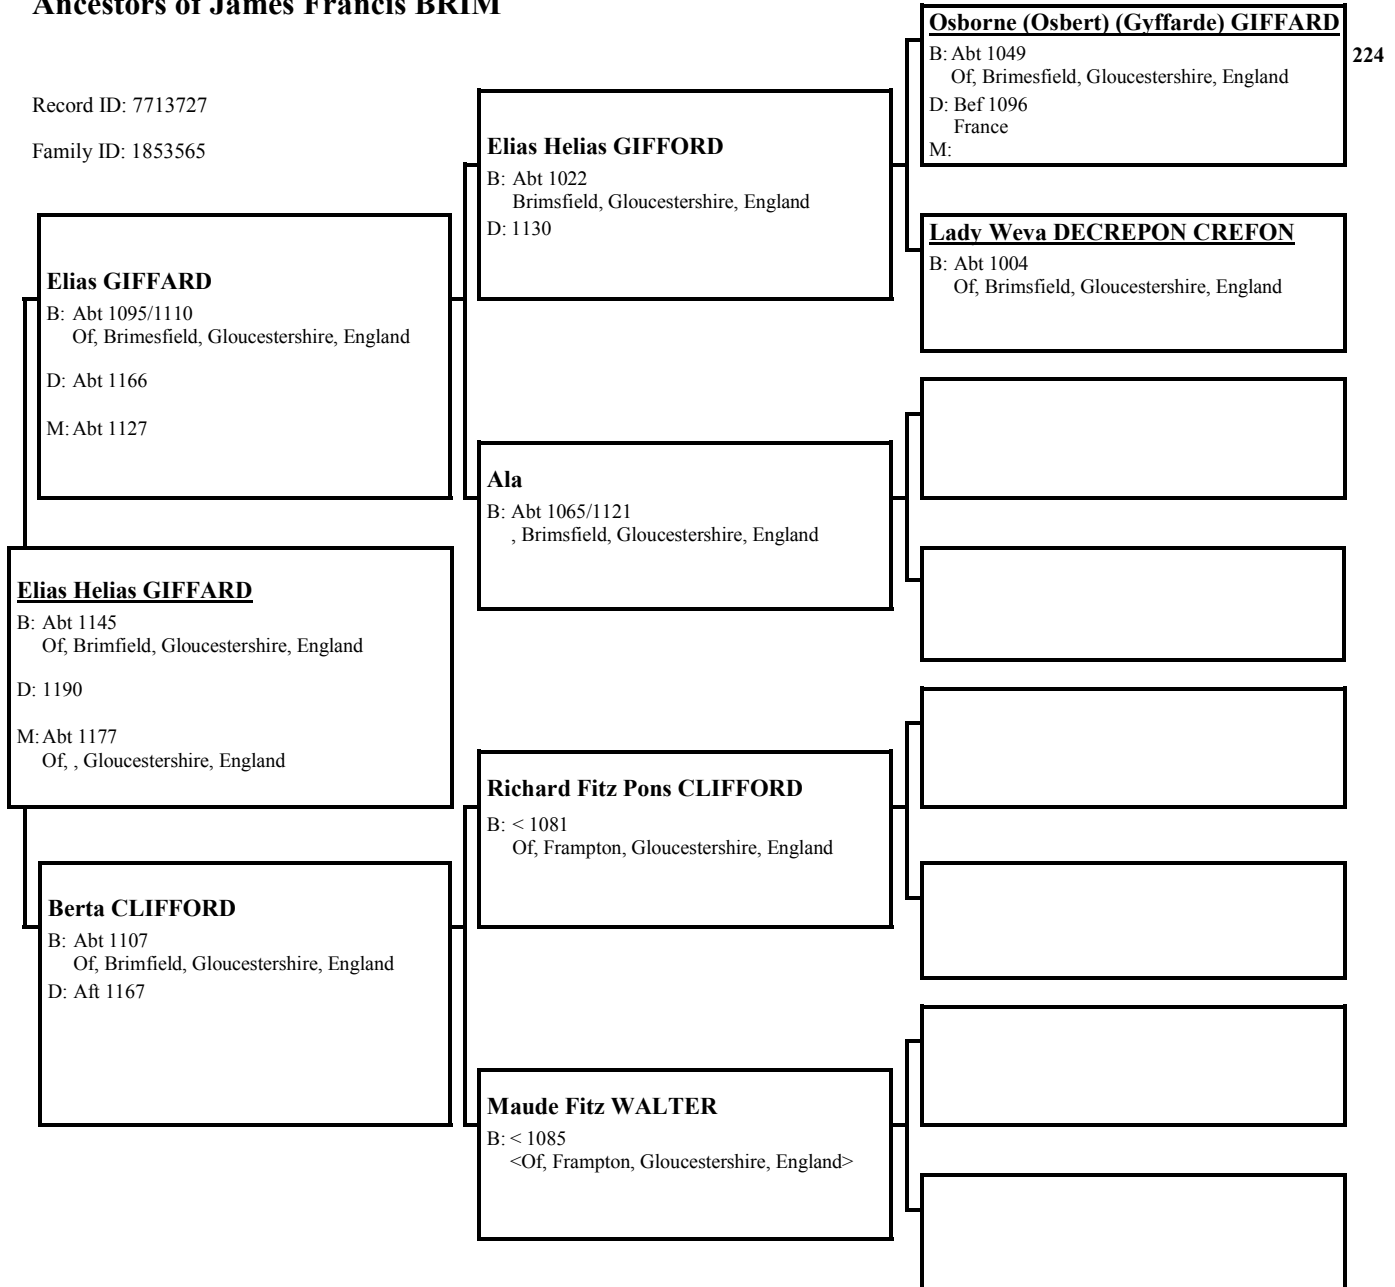 Ancestors of James Francis BRIM
Record ID: 7713727
Family ID: 1853565
Osborne (Osbert) (Gyffarde) GIFFARD
B: Abt 1049
Of, Brimesfield, Gloucestershire, England
D: Bef 1096
France
M:
224
Elias Helias GIFFORD
B: Abt 1022
Brimsfield, Gloucestershire, England
D: 1130
Lady Weva DECREPON CREFON
B: Abt 1004
Of, Brimsfield, Gloucestershire, England
Elias GIFFARD
B: Abt 1095/1110
Of, Brimesfield, Gloucestershire, England
D: Abt 1166
M: Abt 1127
Ala
B: Abt 1065/1121
, Brimsfield, Gloucestershire, England
Elias Helias GIFFARD
B: Abt 1145
Of, Brimfield, Gloucestershire, England
D: 1190
M: Abt 1177
Of, , Gloucestershire, England
Richard Fitz Pons CLIFFORD
B: < 1081
Of, Frampton, Gloucestershire, England
Berta CLIFFORD
B: Abt 1107
Of, Brimfield, Gloucestershire, England
D: Aft 1167
Maude Fitz WALTER
B: < 1085
<Of, Frampton, Gloucestershire, England>